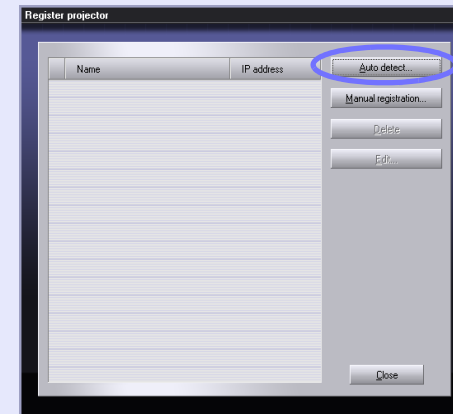 Register projector
Name IP address
Auto detect...
Manual registration...
Delete
Edit...
Close